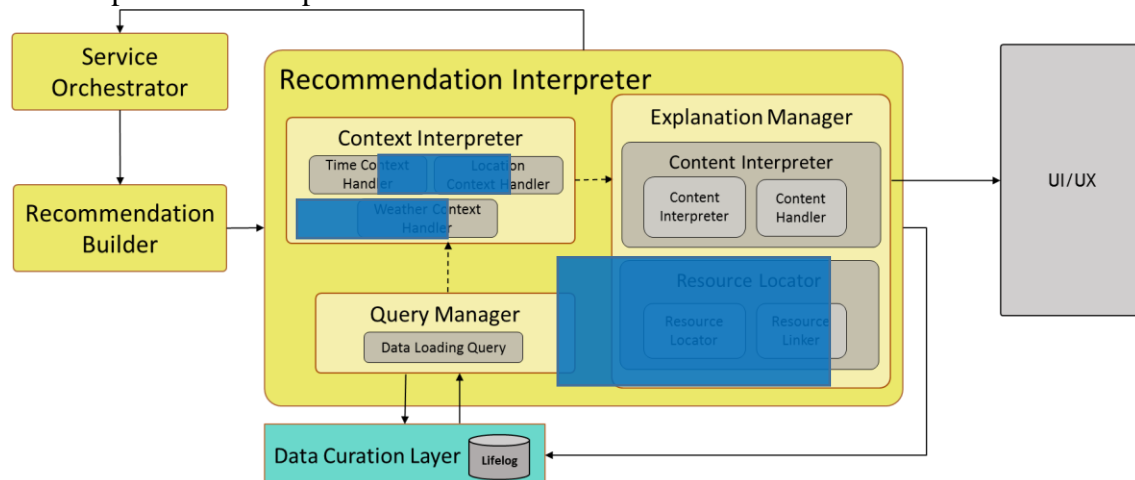 Service
Orchestrator
Recommendation
Builder
Recommendation Interpreter
Context Interpreter
Time Context
Handler
Location
Context Handler
Weather Context
Handler
Query Manager
Data Loading Query
Explanation Manager
Content Interpreter
Content
Interpreter
Content
Handler
Resource Locator
Resource
Locator
Resource
Linker
UI/UX
Data Curation Layer
Lifelog